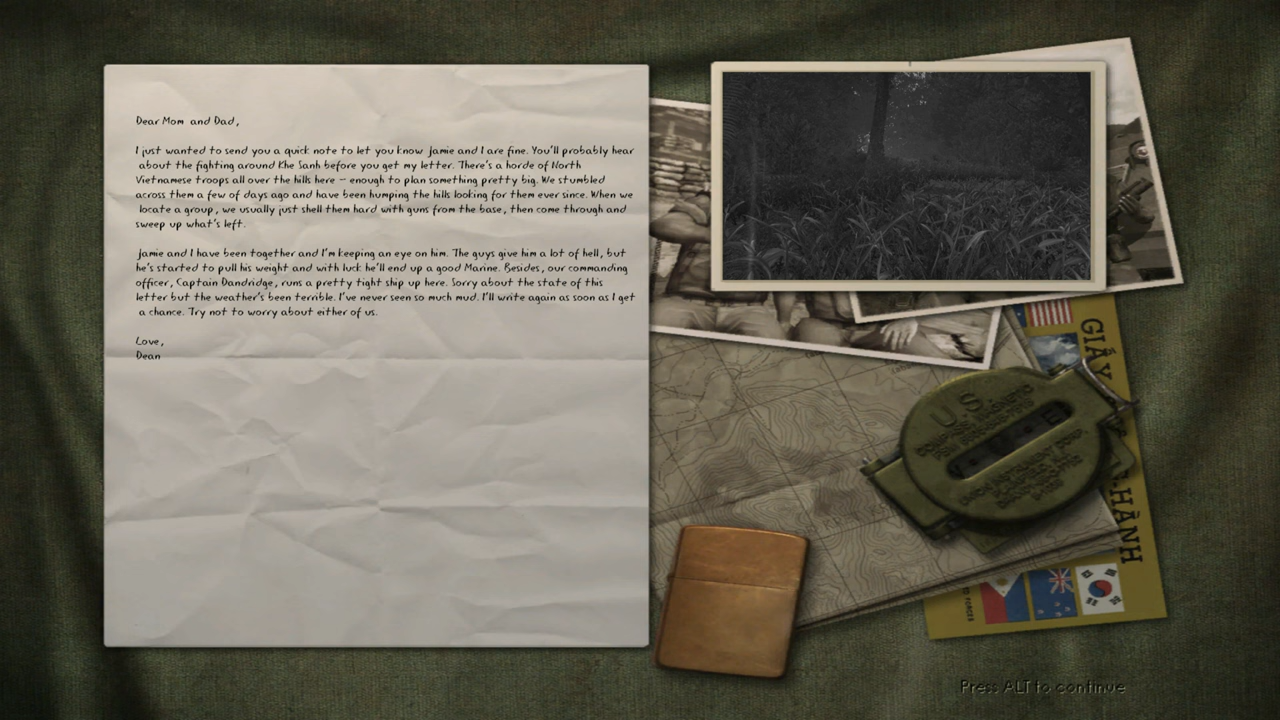 Dear Mom and Dad,
I just wanted to send you a quick note to let you know Jamie and I are fine. You'll probably hear
about the fighting around Khe Sanh before you get my letter. There's a horde of North
Vietnamese troops all over the hills here – enough to plan something pretty big. We stumbled
across them a few of days ago and have been humping the hills looking for them ever since. When we
locate a group, we usually just shell them hard with guns from the base, then come through and
sweep up what's left.
Jamie and I have been together and I'm keeping an eye on him. The guys give him a lot of hell, but
he's started to pull his weight and with luck he'll end up a good Marine. Besides, our commanding
officer, Captain Dandridge, runs a pretty tight ship up here. Sorry about the state of this
letter but the weather's been terrible. I've never seen so much mud. I'll write again as soon as I get
a chance. Try not to worry about either of us.
Love,
Dean
GIẤY
HÀNH
U.S.
COMPASS, MAGNETIC
FORCES
Press ALT to continue